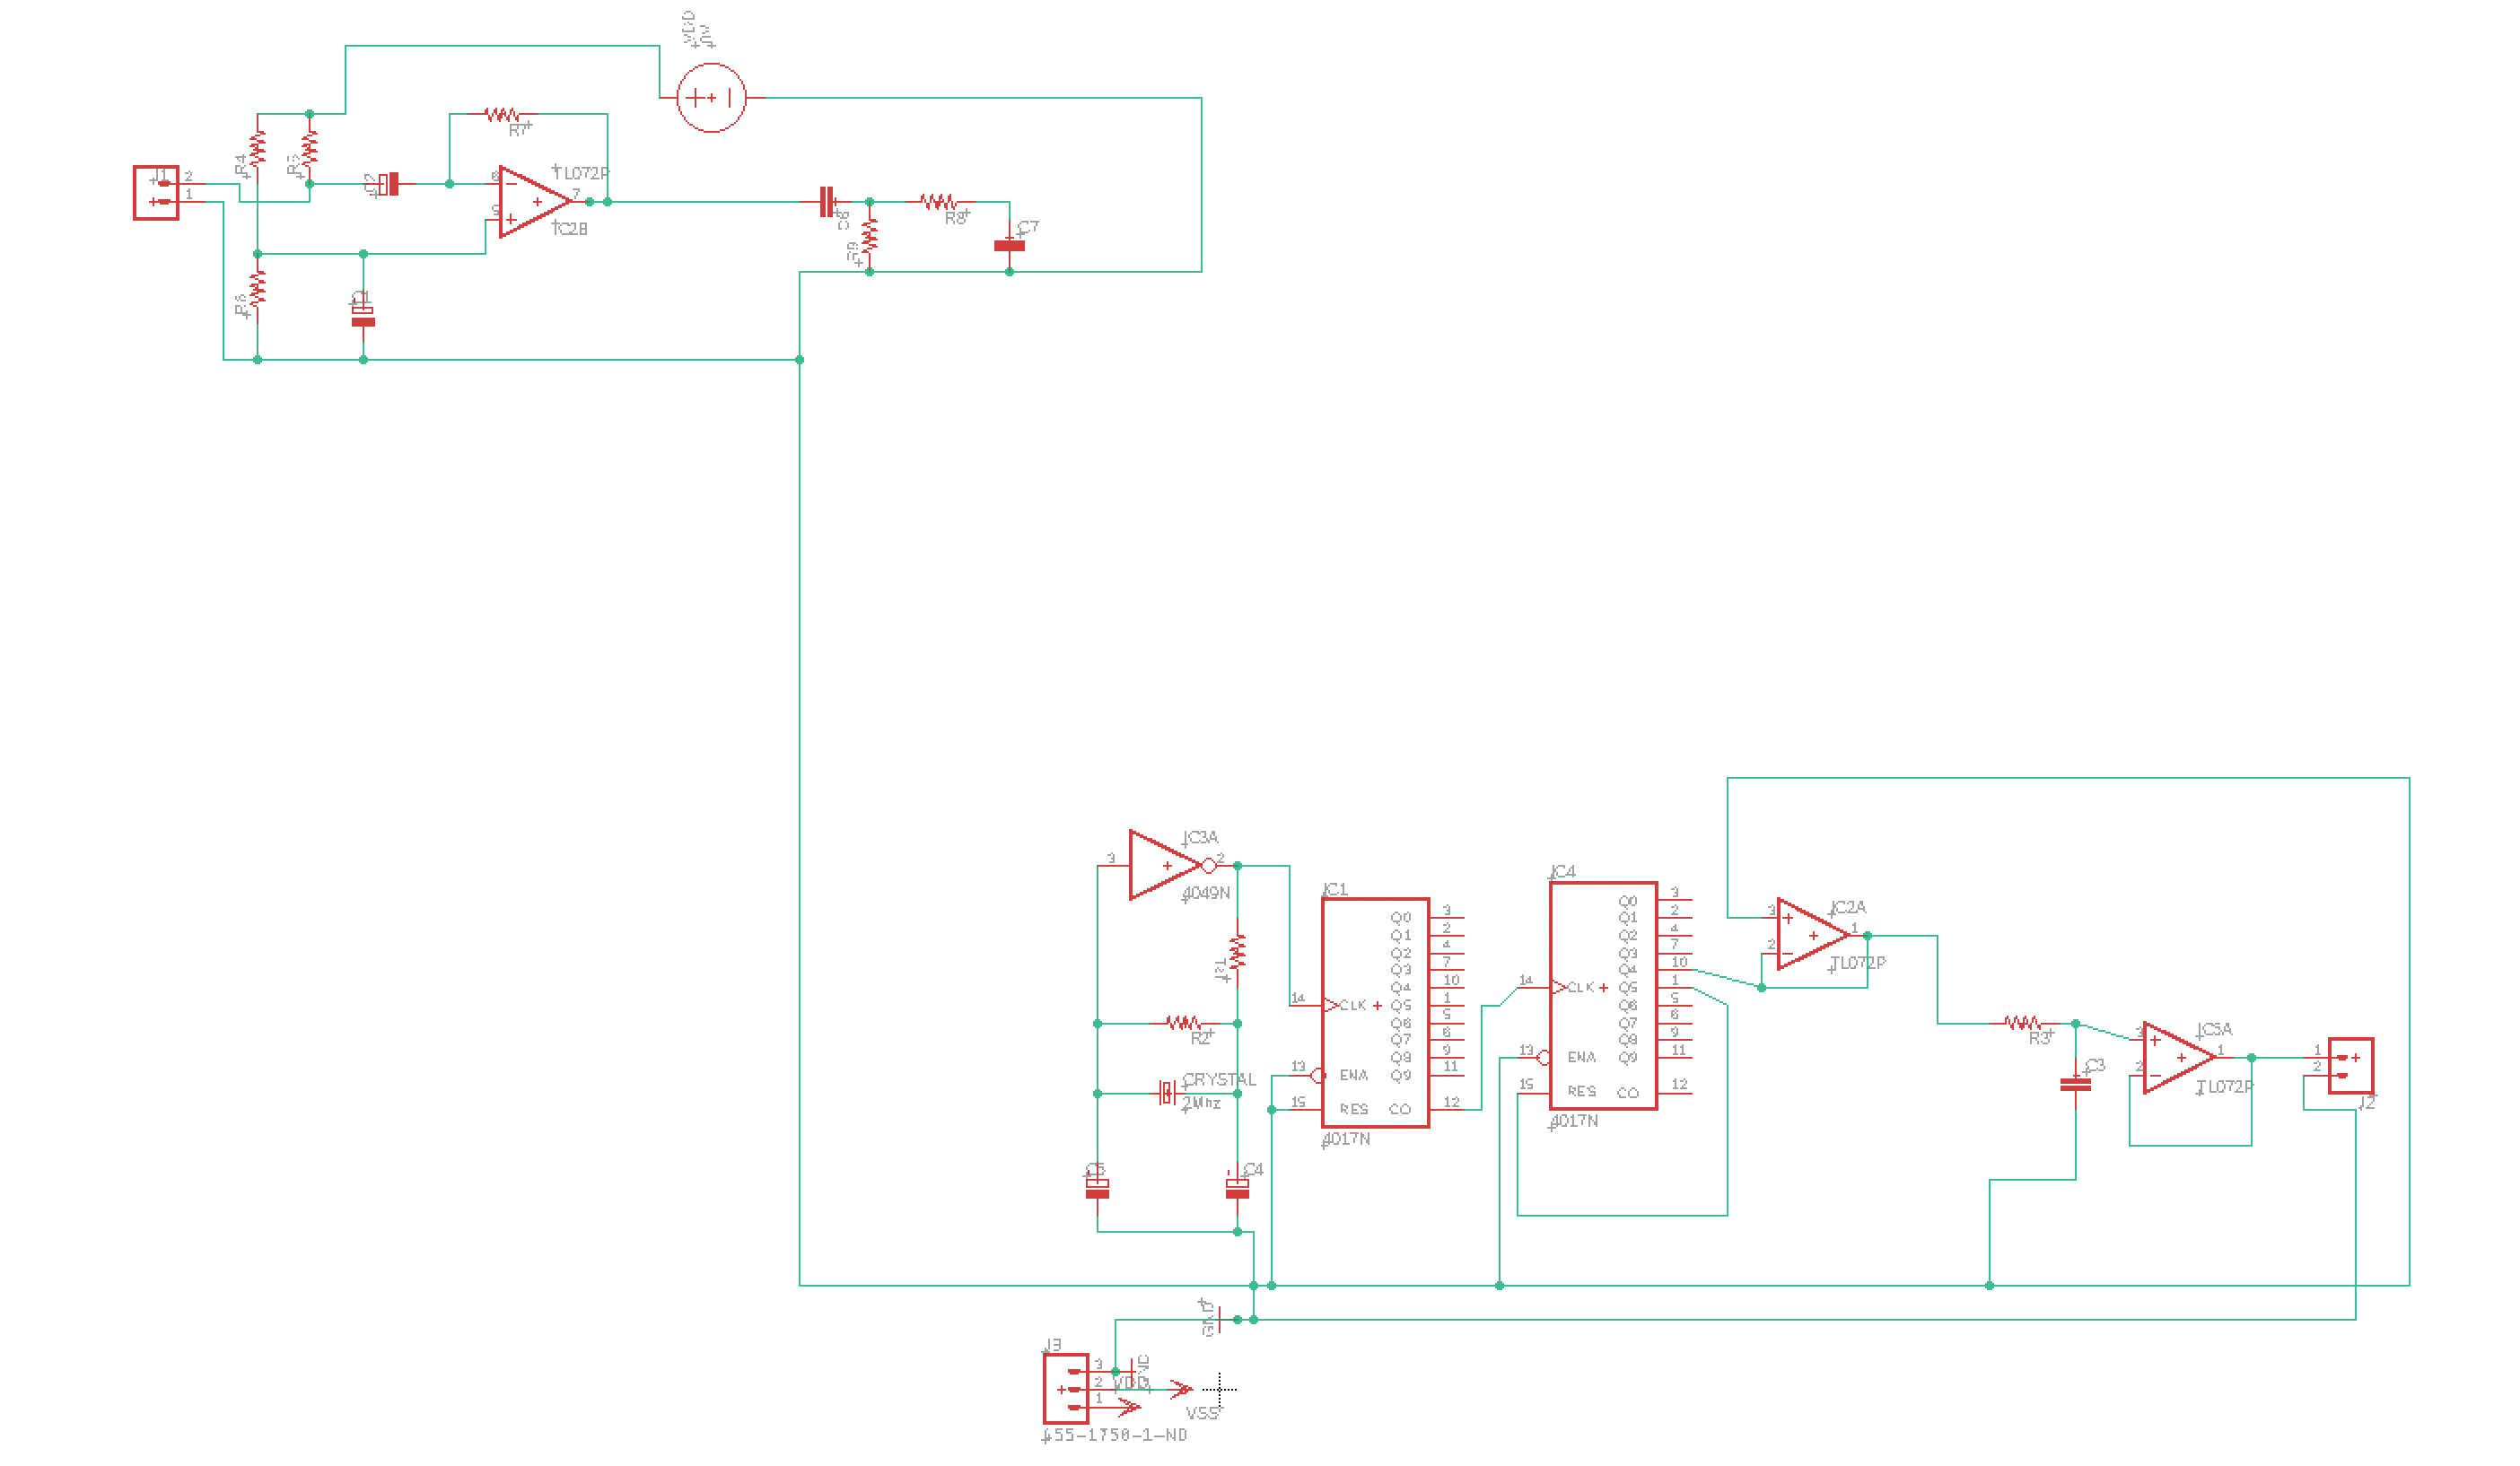 J1
2
1
R4
R5
R6
C1
C2
R7
6
5
7
TL072P
IC2B
VDD
C6
R9
R8
C7
IC3A
3
2
4049N
R1
R2
CRYSTAL
2Mhz
C5
C4
IC1
14
CLK
13
ENA
15
RES
Q0 3
Q1 2
Q2 4
Q3 7
Q4 10
Q5 1
Q6 5
Q7 6
Q8 9
Q9 11
CO 12
4017N
IC4
14
CLK
13
ENA
15
RES
Q0 3
Q1 2
Q2 4
Q3 7
Q4 10
Q5 1
Q6 5
Q7 6
Q8 9
Q9 11
CO 12
4017N
IC2A
3
2
1
TL072P
R3
C3
IC5A
3
2
1
TL072P
1
2
J2
GND
J3
3
2
1
VDD
VSS
455-1750-1-ND